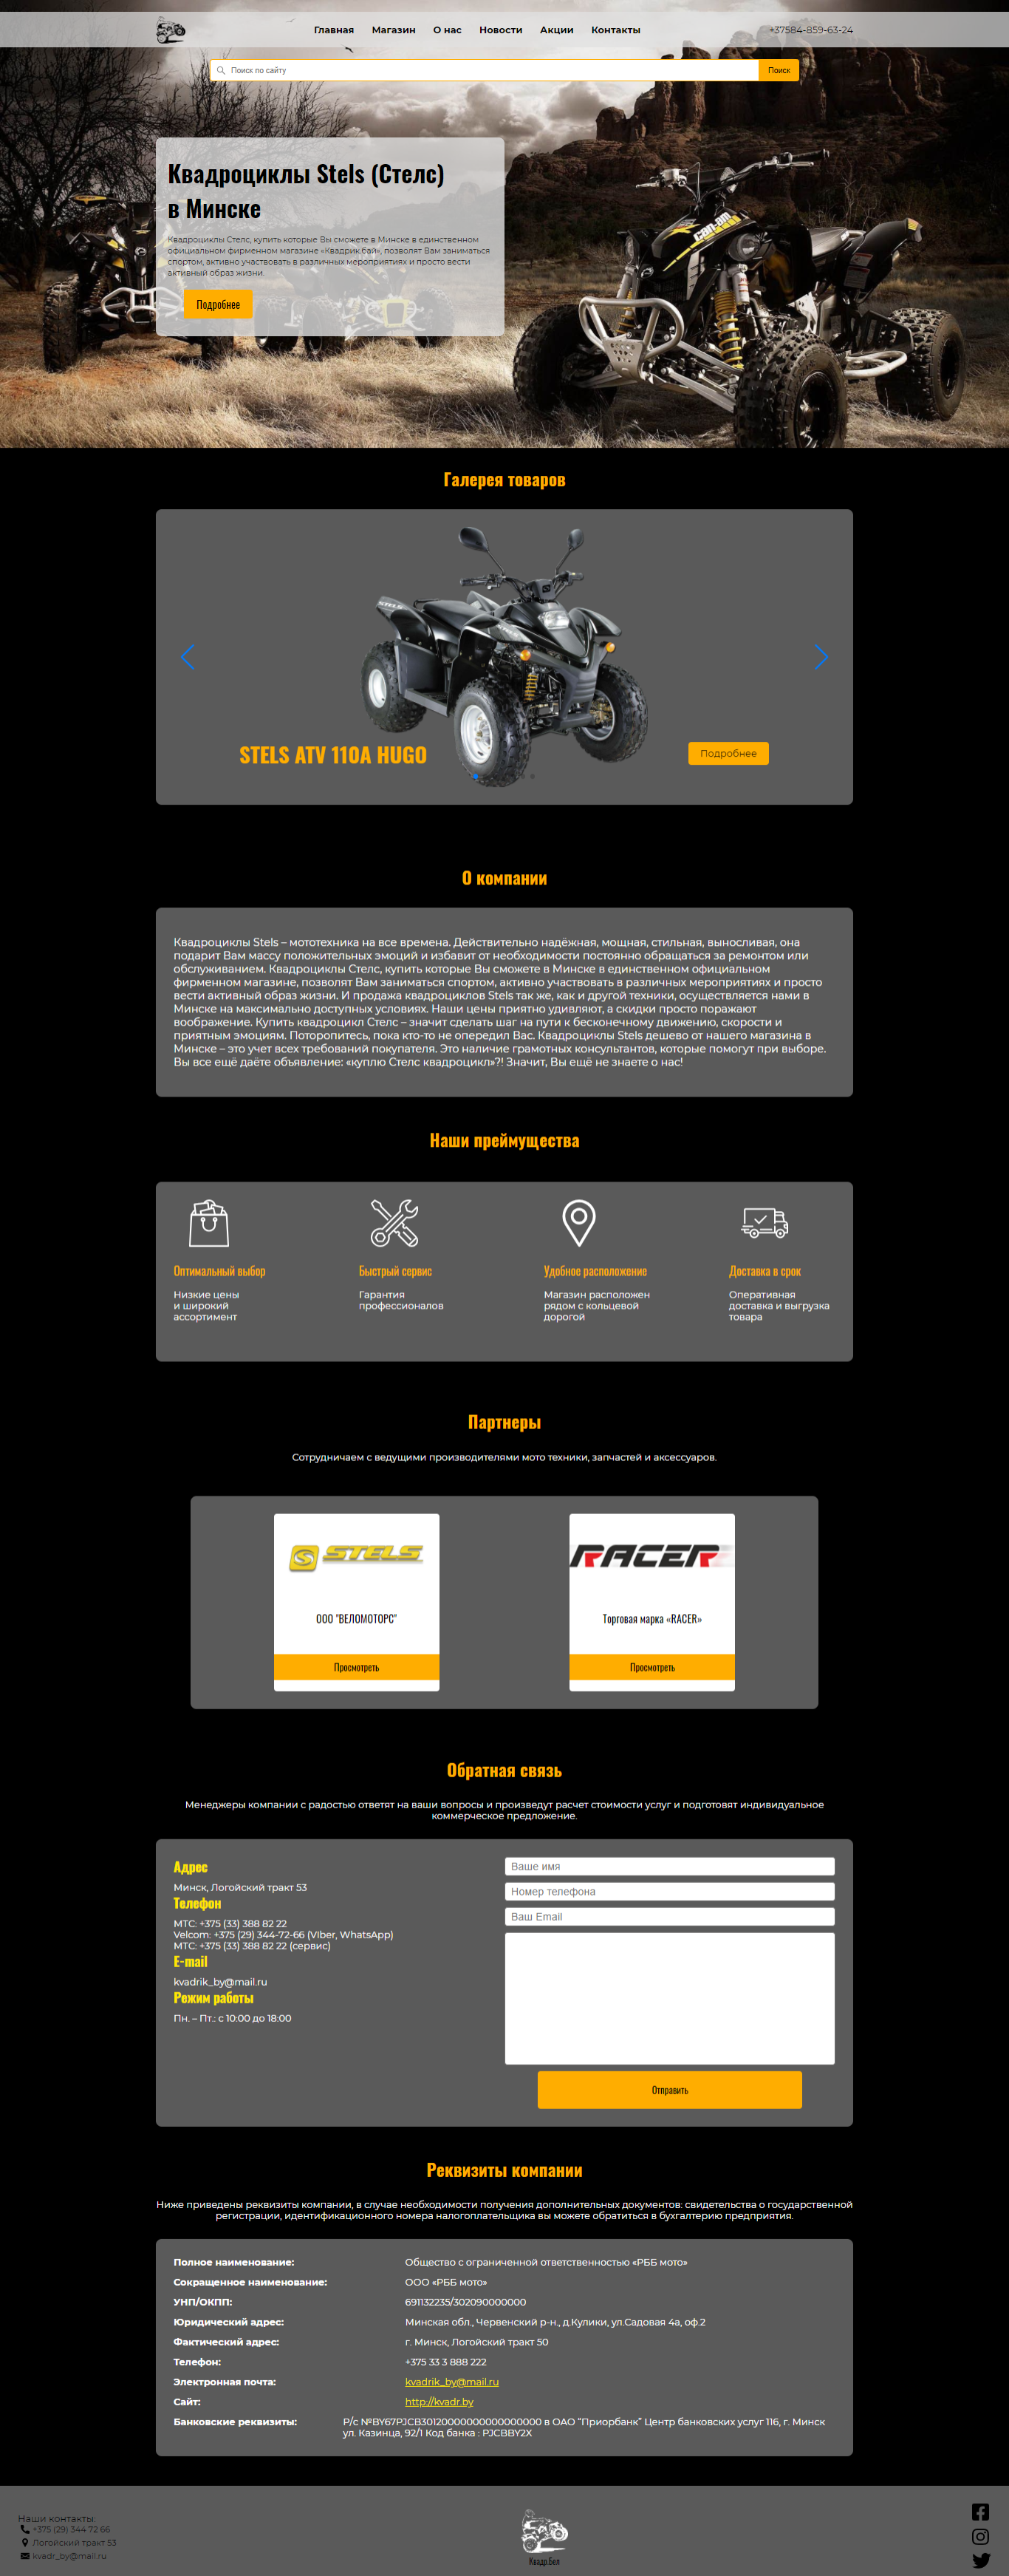 Главная Магазин О нас Новости Акции Контакты +37584-859-63-24
Поиск по сайту Поиск
Квадроциклы Stels (Стелс)
в Минске
Квадроциклы Стелс, купить которые Вы сможете в Минске в единственном
официальном фирменном магазине «Квадрик.бай», позволят Вам заниматься
спортом, активно участвовать в различных мероприятиях и просто вести
активный образ жизни.
Подробнее
can-am
Галерея товаров
STELS
STELS ATV 110A HUGO
Подробнее
О компании
Квадроциклы Stels – мототехника на все времена. Действительно надёжная, мощная, стильная, выносливая, она
подарит Вам массу положительных эмоций и избавит от необходимости постоянно обращаться за ремонтом или
обслуживанием. Квадроциклы Стелс, купить которые Вы сможете в Минске в единственном официальном
фирменном магазине, позволят Вам заниматься спортом, активно участвовать в различных мероприятиях и просто
вести активный образ жизни. И продажа квадроциклов Stels так же, как и другой техники, осуществляется нами в
Минске на максимально доступных условиях. Наши цены приятно удивляют, а скидки просто поражают
воображение. Купить квадроцикл Стелс – значит сделать шаг на пути к бесконечному движению, скорости и
приятным эмоциям. Поторопитесь, пока кто-то не опередил Вас. Квадроциклы Stels дешево от нашего магазина в
Минске – это учет всех требований покупателя. Это наличие грамотных консультантов, которые помогут при выборе.
Вы все ещё даёте объявление: «куплю Стелс квадроцикл»?! Значит, Вы ещё не знаете о нас!
Наши преймущества
Оптимальный выбор
Низкие цены
и широкий
ассортимент
Быстрый сервис
Гарантия
профессионалов
Удобное расположение
Магазин расположен
рядом с кольцевой
дорогой
Доставка в срок
Оперативная
доставка и выгрузка
товара
Партнеры
Сотрудничаем с ведущими производителями мото техники, запчастей и аксессуаров.
STELS
ООО "ВЕЛОМОТОРС"
Просмотреть
RACER
Торговая марка «RACER»
Просмотреть
Обратная связь
Менеджеры компании с радостью ответят на ваши вопросы и произведут расчет стоимости услуг и подготовят индивидуальное
коммерческое предложение.
Адрес
Минск, Логойский тракт 53
Телефон
МТС: +375 (33) 388 82 22
Velcom: +375 (29) 344-72-66 (VIber, WhatsApp)
МТС: +375 (33) 388 82 22 (сервис)
E-mail
kvadrik_by@mail.ru
Режим работы
Пн. – Пт.: с 10:00 до 18:00
Ваше имя
Номер телефона
Ваш Email
Отправить
Реквизиты компании
Ниже приведены реквизиты компании, в случае необходимости получения дополнительных документов: свидетельства о государственной
регистрации, идентификационного номера налогоплательщика вы можете обратиться в бухгалтерию предприятия.
Полное наименование: Общество с ограниченной ответственностью «РББ мото»
Сокращенное наименование: ООО «РББ мото»
УНП/ОКПП: 691132235/302090000000
Юридический адрес: Минская обл., Червенский р-н., д.Кулики, ул.Садовая 4а, оф.2
Фактический адрес: г. Минск, Логойский тракт 50
Телефон: +375 33 3 888 222
Электронная почта: kvadrik_by@mail.ru
Сайт: http://kvadr.by
Банковские реквизиты: Р/с №BY67PJCB30120000000000000000 в ОАО “Приорбанк” Центр банковских услуг 116, г. Минск
ул. Казинца, 92/1 Код банка : PJCBBY2X
Наши контакты:
+375 (29) 344 72 66
Логойский тракт 53
kvadr_by@mail.ru
Квадр.Бел